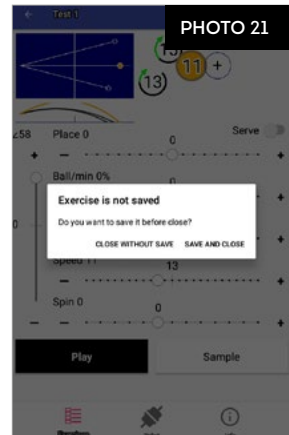 PHOTO 21
← Test 1
13
11 +
13
∠58 Place 0 0 Serve
+ − +
Ball/min 0% 0
0
Exercise is not saved
Do you want to save it before close?
CLOSE WITHOUT SAVE SAVE AND CLOSE
Speed 11 13
+
Spin 0 0
− − +
Play Sample